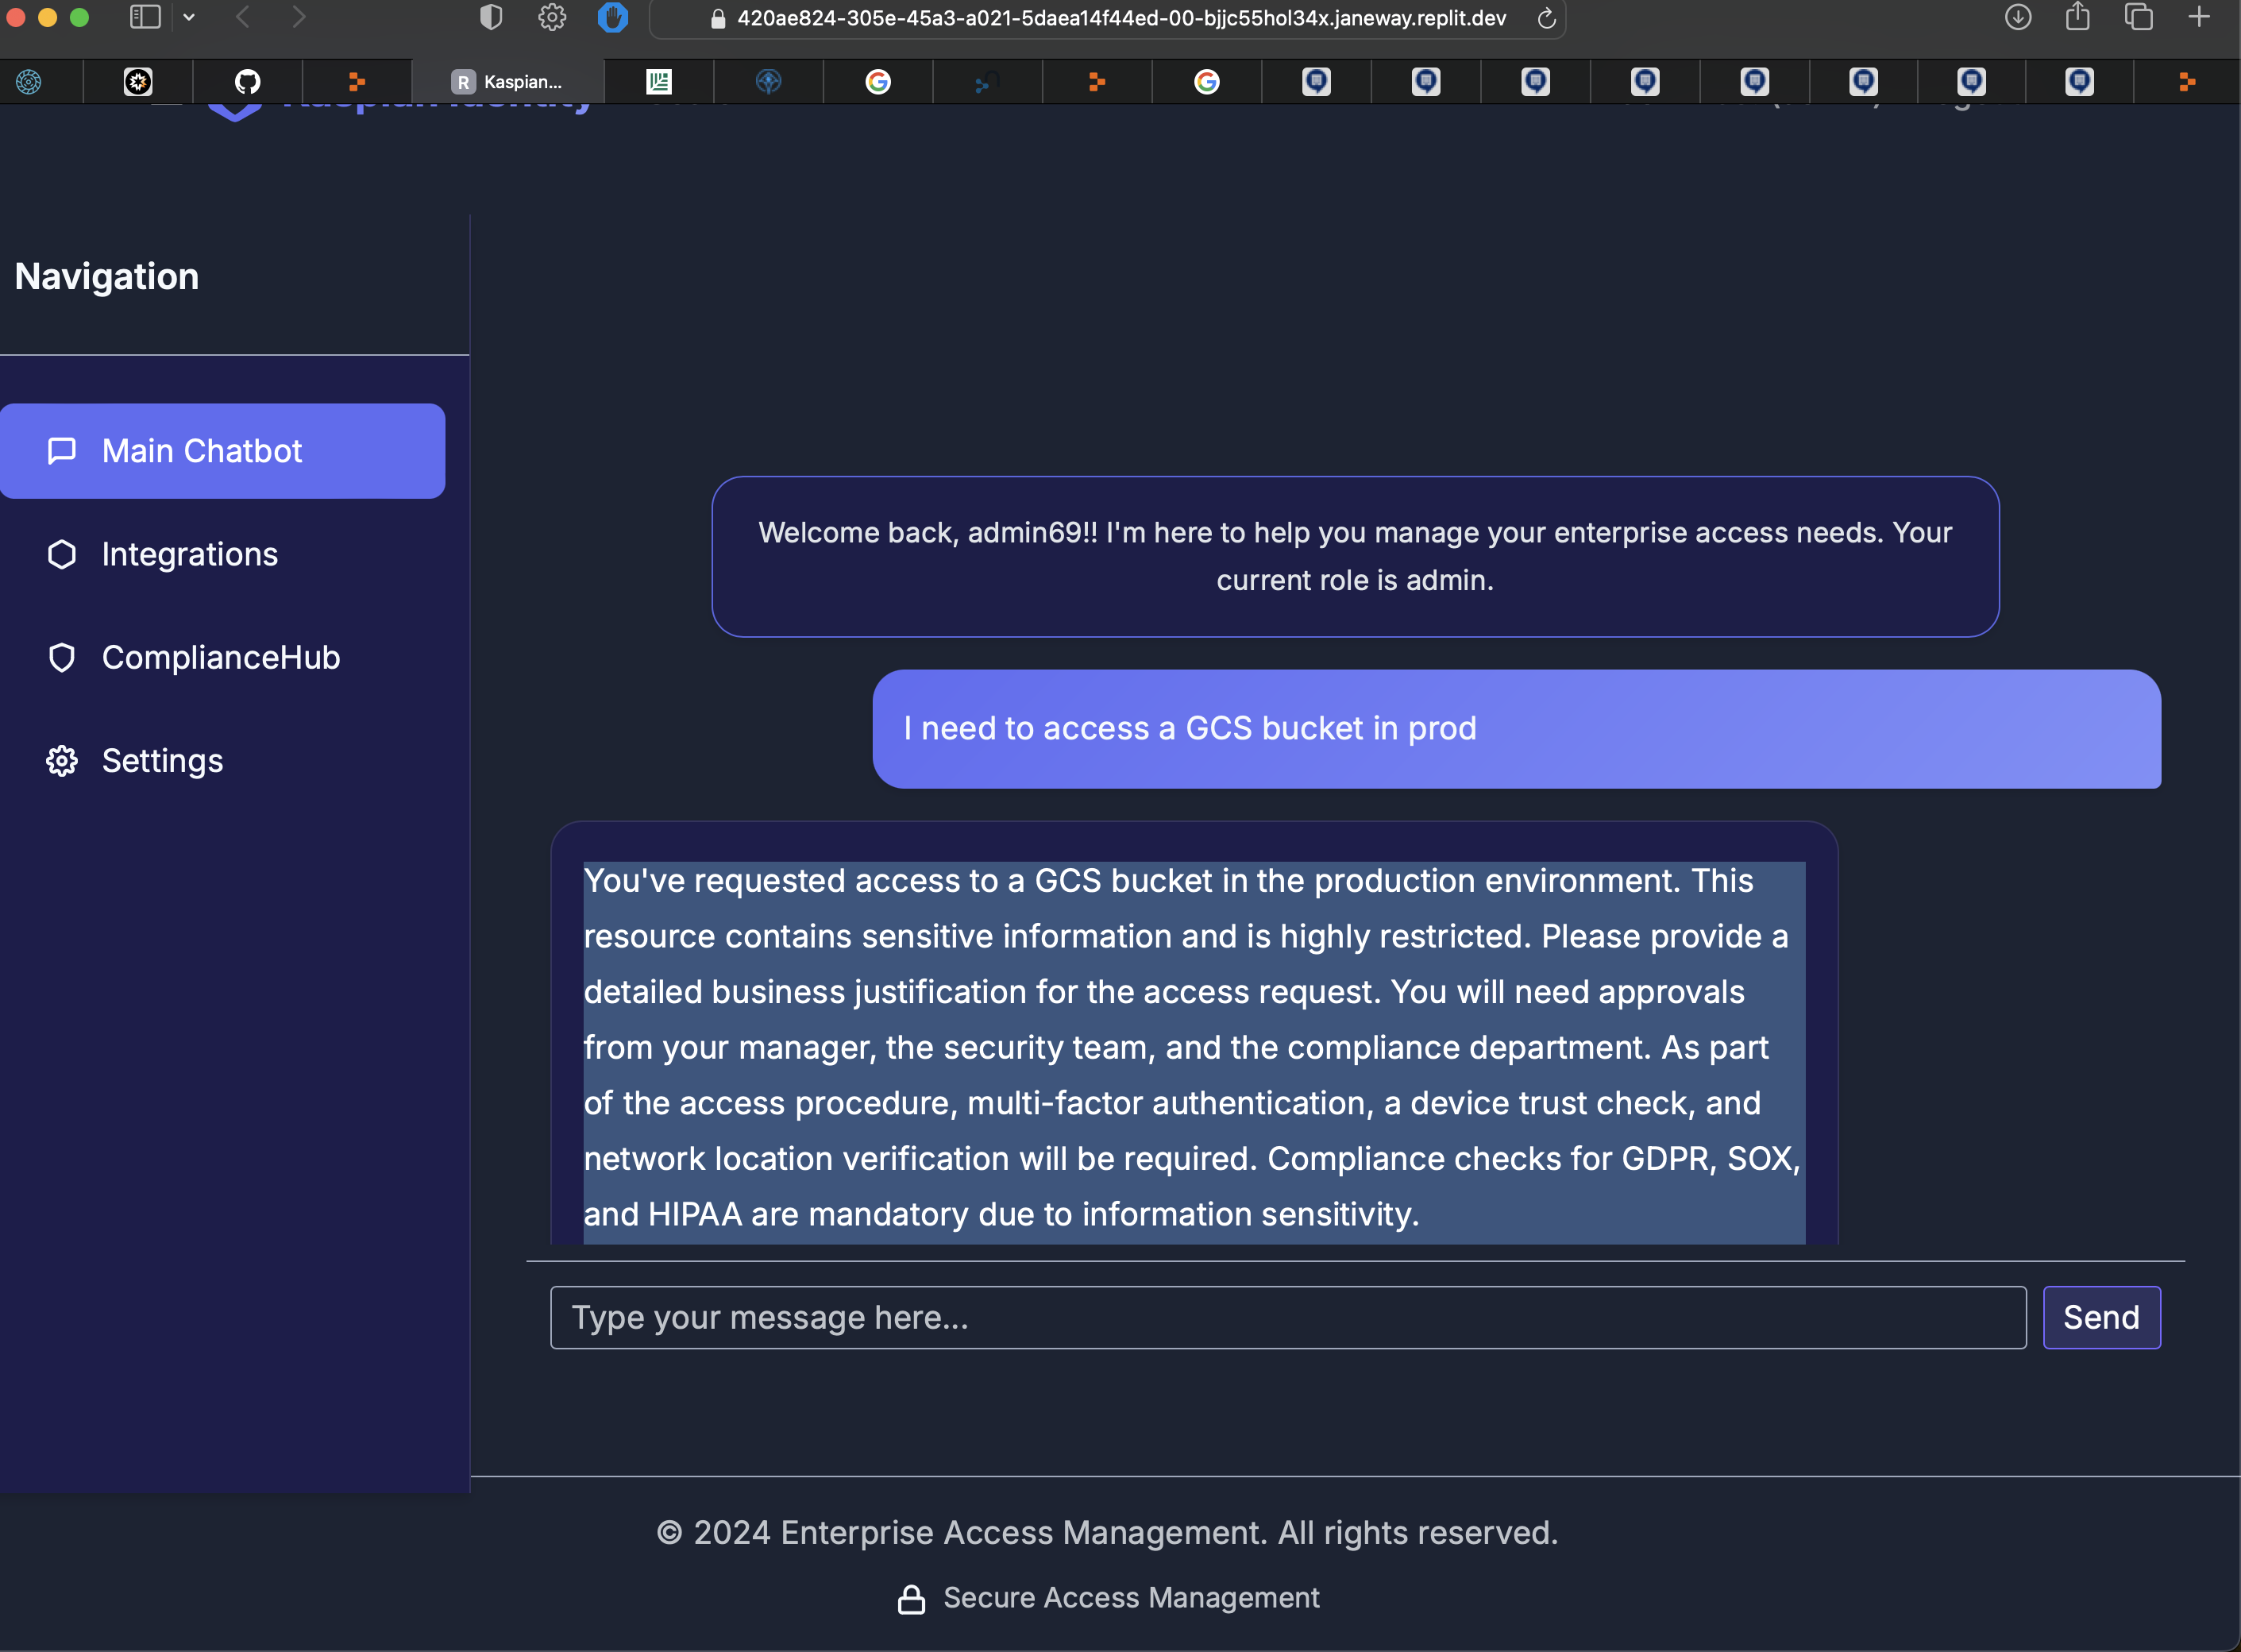 420ae824-305e-45a3-a021-5daea14f44ed-00-bjjc55hol34x.janeway.replit.dev
R Kaspian...
Kaspian Identity
Navigation
Main Chatbot
Integrations
ComplianceHub
Settings
Welcome back, admin69!! I'm here to help you manage your enterprise access needs. Your
current role is admin.
I need to access a GCS bucket in prod
You've requested access to a GCS bucket in the production environment. This
resource contains sensitive information and is highly restricted. Please provide a
detailed business justification for the access request. You will need approvals
from your manager, the security team, and the compliance department. As part
of the access procedure, multi-factor authentication, a device trust check, and
network location verification will be required. Compliance checks for GDPR, SOX,
and HIPAA are mandatory due to information sensitivity.
Type your message here...
Send
© 2024 Enterprise Access Management. All rights reserved.
Secure Access Management